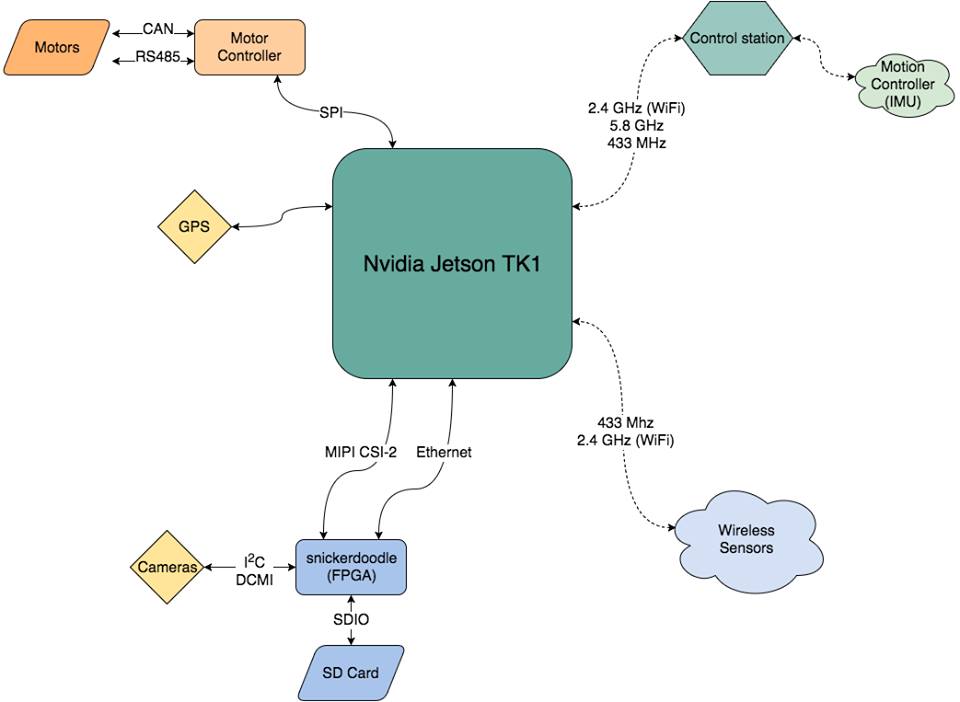 Motors
CAN
RS485
Motor
Controller
SPI
Control station
Motion
Controller
(IMU)
2.4 GHz (WiFi)
5.8 GHz
433 MHz
GPS
Nvidia Jetson TK1
433 Mhz
2.4 GHz (WiFi)
MIPI CSI-2
Ethernet
Wireless
Sensors
Cameras
I²C
DCMI
snickerdoodle
(FPGA)
SDIO
SD Card